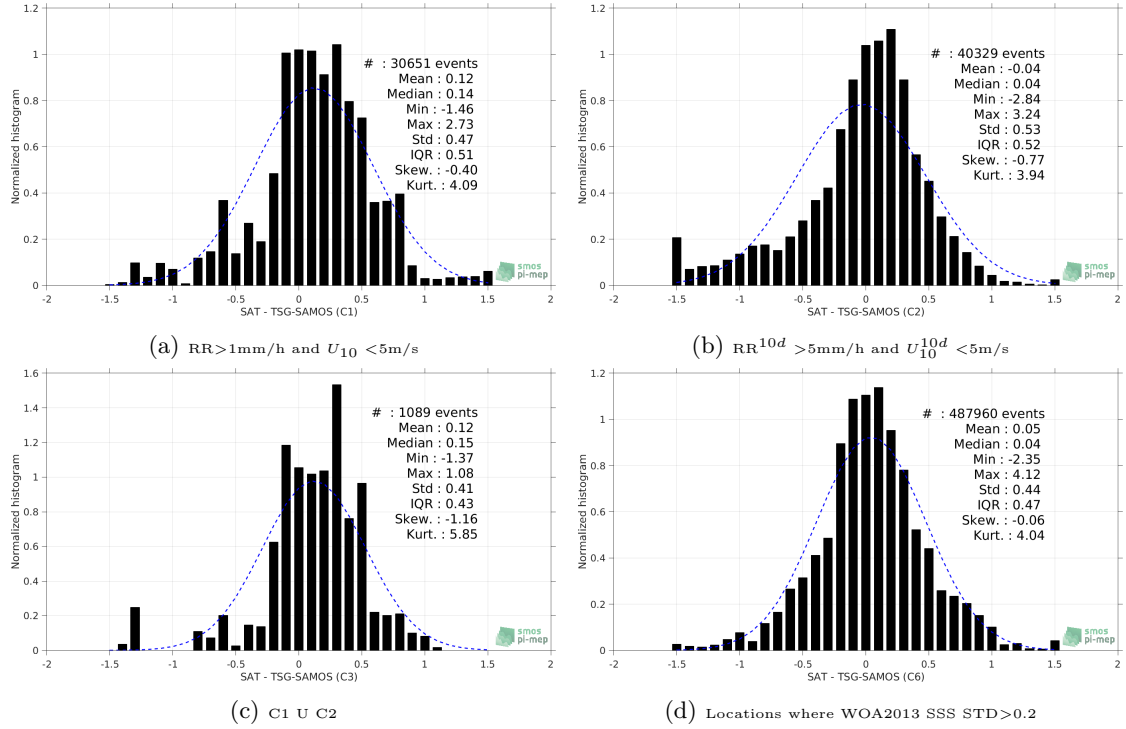 1.2
1
0.8
0.6
0.4
0.2
0
Normalized histogram
# : 30651 events
Mean : 0.12
Median : 0.14
Min : -1.46
Max : 2.73
Std : 0.47
IQR : 0.51
Skew. : -0.40
Kurt. : 4.09
smos
pi-mep
-2 -1.5 -1 -0.5 0 0.5 1 1.5 2
SAT - TSG-SAMOS (C1)
(a) RR>1mm/h and U10 <5m/s
1.2
1
0.8
0.6
0.4
0.2
0
Normalized histogram
# : 40329 events
Mean : -0.04
Median : 0.04
Min : -2.84
Max : 3.24
Std : 0.53
IQR : 0.52
Skew. : -0.77
Kurt. : 3.94
smos
pi-mep
-2 -1.5 -1 -0.5 0 0.5 1 1.5 2
SAT - TSG-SAMOS (C2)
(b) RR10d >5mm/h and U10 10d <5m/s
1.6
1.4
1.2
1
0.8
0.6
0.4
0.2
0
Normalized histogram
# : 1089 events
Mean : 0.12
Median : 0.15
Min : -1.37
Max : 1.08
Std : 0.41
IQR : 0.43
Skew. : -1.16
Kurt. : 5.85
smos
pi-mep
-2 -1.5 -1 -0.5 0 0.5 1 1.5 2
SAT - TSG-SAMOS (C3)
(c) C1 U C2
1.2
1
0.8
0.6
0.4
0.2
0
Normalized histogram
# : 487960 events
Mean : 0.05
Median : 0.04
Min : -2.35
Max : 4.12
Std : 0.44
IQR : 0.47
Skew. : -0.06
Kurt. : 4.04
smos
pi-mep
-2 -1.5 -1 -0.5 0 0.5 1 1.5 2
SAT - TSG-SAMOS (C6)
(d) Locations where WOA2013 SSS STD>0.2